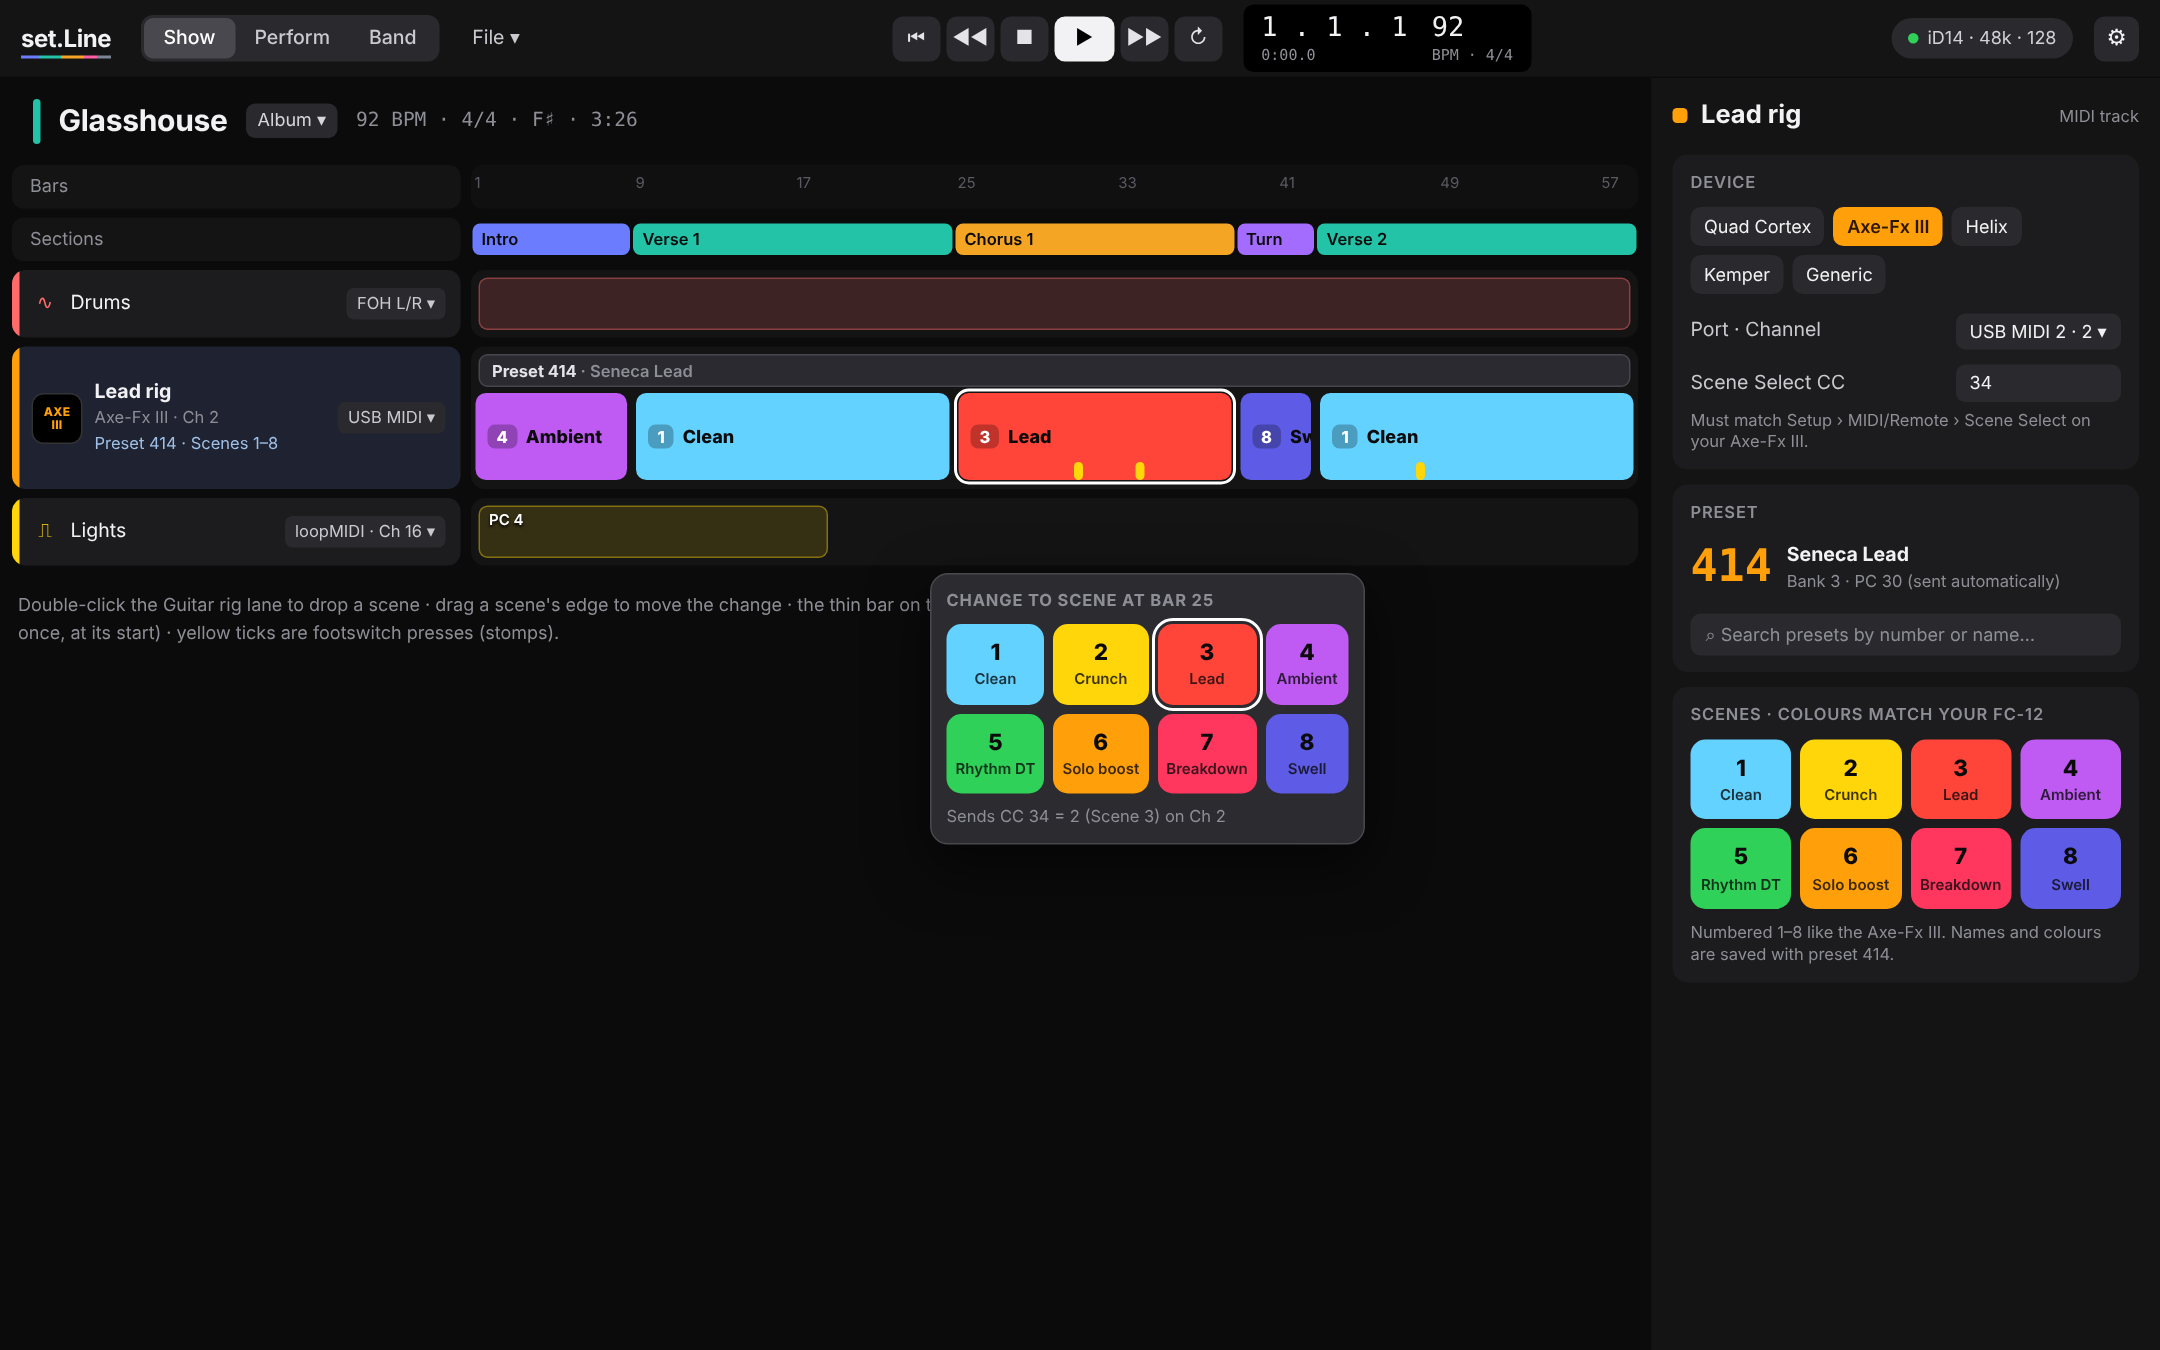 set.Line Show Perform Band File ▾ 1 . 1 . 1 92 iD14 · 48k · 128
0:00.0 BPM · 4/4
Glasshouse Album ▾ 92 BPM · 4/4 · F♯ · 3:26
Bars 1 9 17 25 33 41 49 57
Sections Intro Verse 1 Chorus 1 Turn Verse 2
Drums FOH L/R ▾
Preset 414 · Seneca Lead
AXE III
Lead rig
Axe-Fx III · Ch 2
Preset 414 · Scenes 1–8
USB MIDI ▾
4 Ambient 1 Clean 3 Lead 8 Sw 1 Clean
Lights loopMIDI · Ch 16 ▾ PC 4
Double-click the Guitar rig lane to drop a scene · drag a scene's edge to move the change · the thin bar on
once, at its start) · yellow ticks are footswitch presses (stomps).
CHANGE TO SCENE AT BAR 25
1 Clean 2 Crunch 3 Lead 4 Ambient
5 Rhythm DT 6 Solo boost 7 Breakdown 8 Swell
Sends CC 34 = 2 (Scene 3) on Ch 2
Lead rig MIDI track
DEVICE
Quad Cortex Axe-Fx III Helix
Kemper Generic
Port · Channel USB MIDI 2 · 2 ▾
Scene Select CC 34
Must match Setup › MIDI/Remote › Scene Select on
your Axe-Fx III.
PRESET
414 Seneca Lead
Bank 3 · PC 30 (sent automatically)
Search presets by number or name…
SCENES · COLOURS MATCH YOUR FC-12
1 Clean 2 Crunch 3 Lead 4 Ambient
5 Rhythm DT 6 Solo boost 7 Breakdown 8 Swell
Numbered 1–8 like the Axe-Fx III. Names and colours
are saved with preset 414.